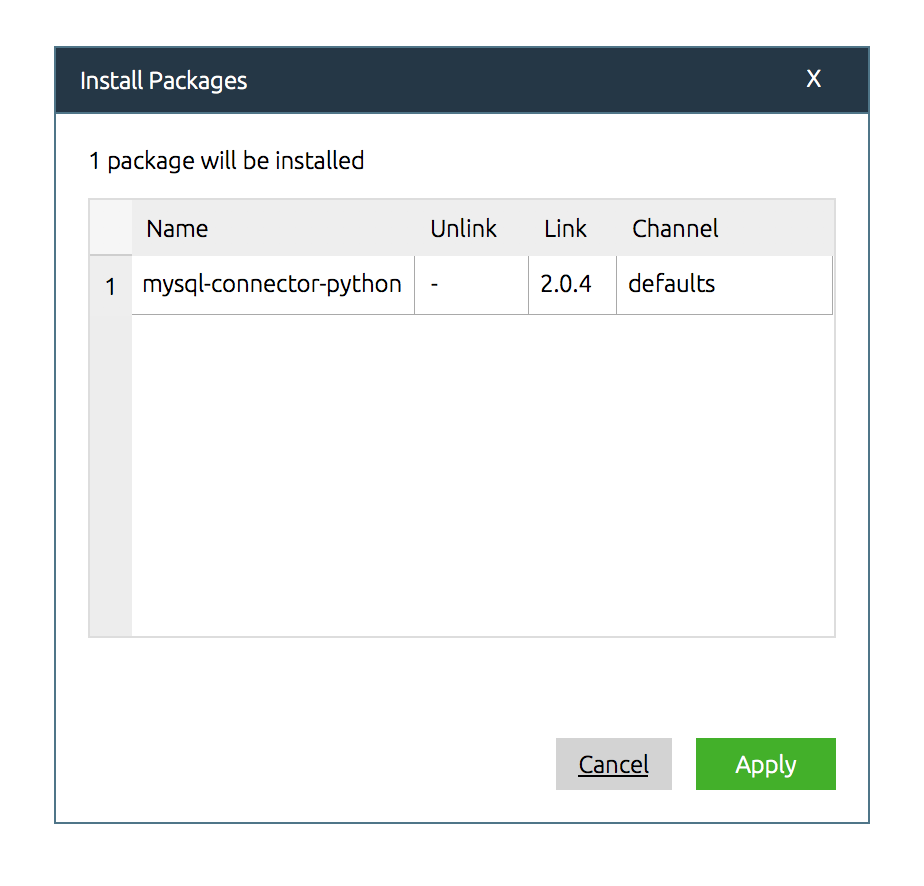 Install Packages X
1 package will be installed
Name Unlink Link Channel
1 mysql-connector-python - 2.0.4 defaults
Cancel Apply